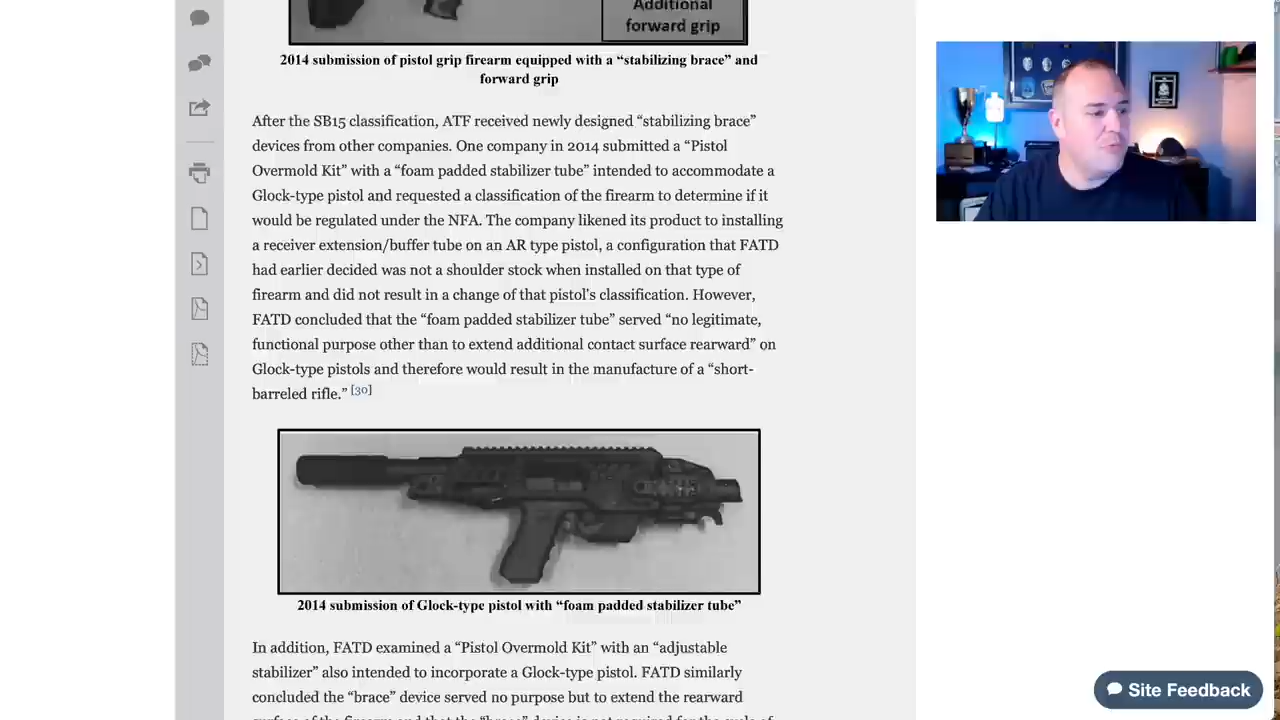 Additional
forward grip
2014 submission of pistol grip firearm equipped with a “stabilizing brace” and
forward grip
After the SB15 classification, ATF received newly designed “stabilizing brace”
devices from other companies. One company in 2014 submitted a “Pistol
Overmold Kit” with a “foam padded stabilizer tube” intended to accommodate a
Glock-type pistol and requested a classification of the firearm to determine if it
would be regulated under the NFA. The company likened its product to installing
a receiver extension/buffer tube on an AR type pistol, a configuration that FATD
had earlier decided was not a shoulder stock when installed on that type of
firearm and did not result in a change of that pistol's classification. However,
FATD concluded that the “foam padded stabilizer tube” served “no legitimate,
functional purpose other than to extend additional contact surface rearward” on
Glock-type pistols and therefore would result in the manufacture of a “short-
barreled rifle.” [30]
2014 submission of Glock-type pistol with “foam padded stabilizer tube”
In addition, FATD examined a “Pistol Overmold Kit” with an “adjustable
stabilizer” also intended to incorporate a Glock-type pistol. FATD similarly
concluded the “brace” device served no purpose but to extend the rearward
Site Feedback